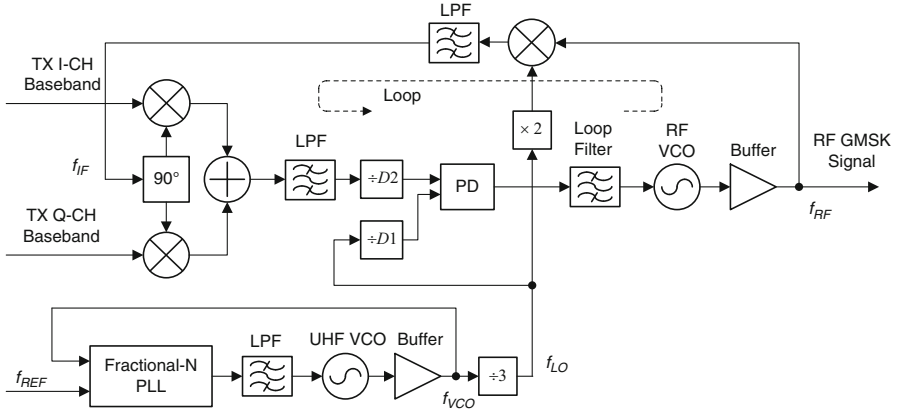 LPF
TX I-CH
Baseband
Loop
× 2
Loop
Filter
RF
VCO
Buffer
RF GMSK
Signal
LPF
f_IF
90°
÷D2
PD
f_RF
TX Q-CH
Baseband
÷D1
LPF
UHF VCO
Buffer
f_LO
f_REF
Fractional-N
PLL
÷3
f_VCO